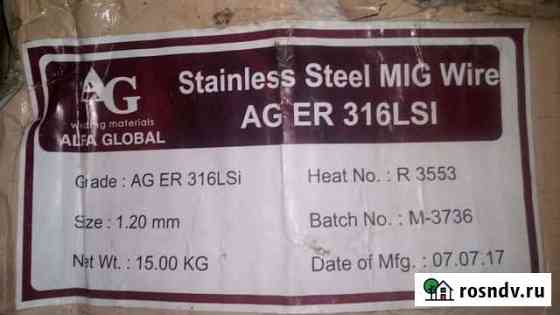 AG
Welding materials
ALFA GLOBAL
Stainless Steel MIG Wire
AG ER 316LSI
Grade : AG ER 316LSi
Size : 1.20 mm
Net Wt. : 15.00 KG
Heat No. : R 3553
Batch No. : M-3736
Date of Mfg. : 07.07.17
rosndv.ru